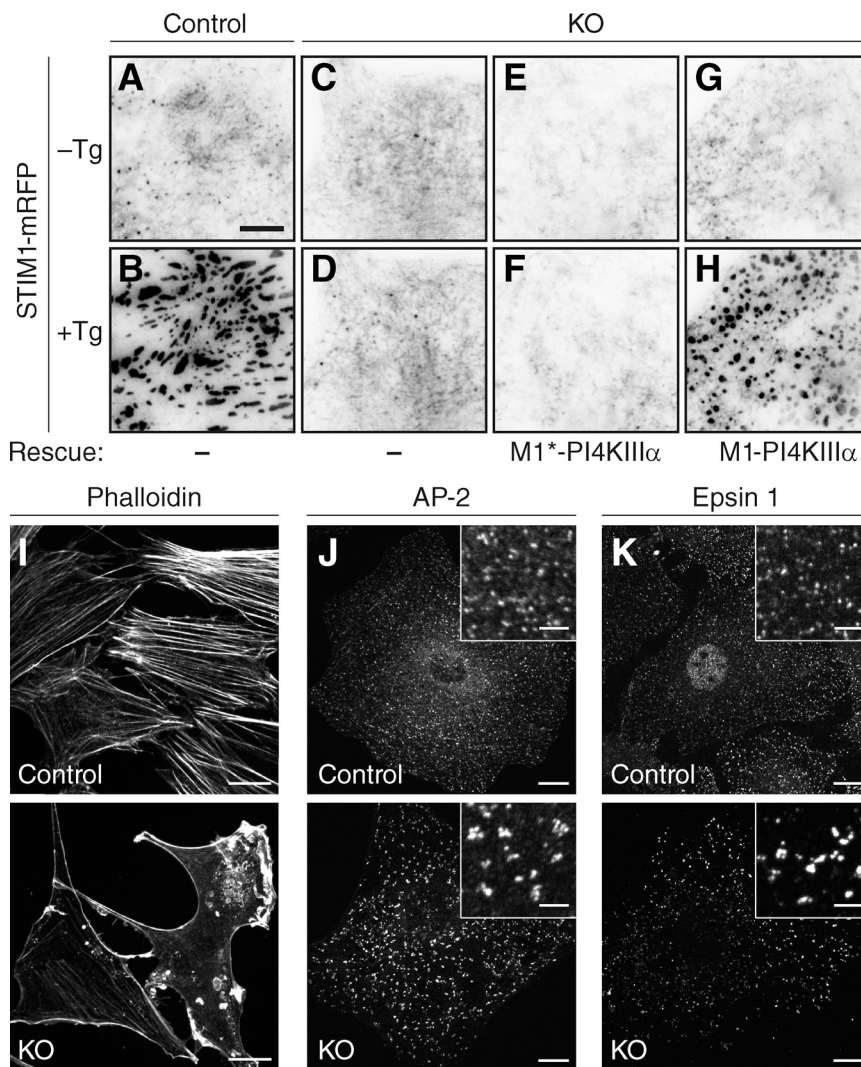 Control KO
STIM1-mRFP
–Tg
A C E G
+Tg
B D F H
Rescue: – – M1*-PI4KIIIα M1-PI4KIIIα
Phalloidin AP-2 Epsin 1
I J K
Control Control Control
KO KO KO